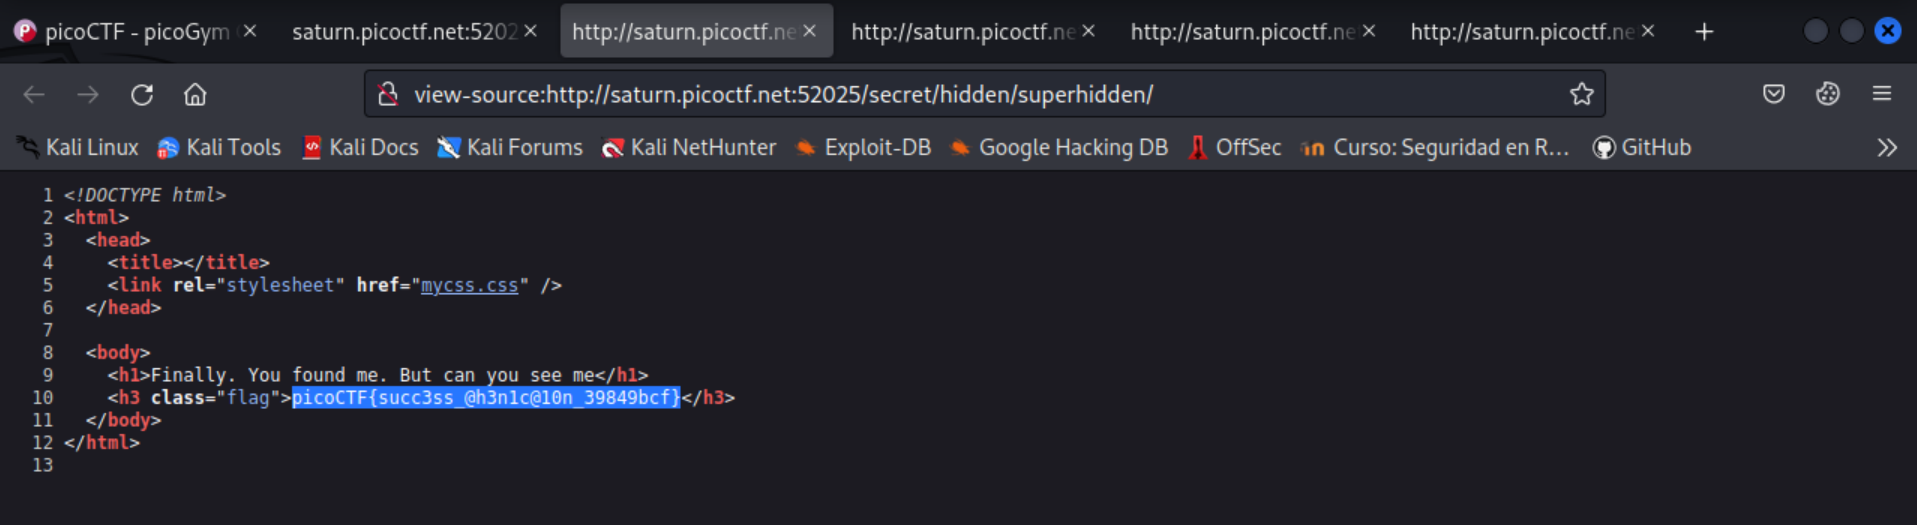 picoCTF - picoGym
saturn.picoctf.net:5202
http://saturn.picoctf.ne
http://saturn.picoctf.ne
http://saturn.picoctf.ne
http://saturn.picoctf.ne
view-source:http://saturn.picoctf.net:52025/secret/hidden/superhidden/
Kali Linux Kali Tools Kali Docs Kali Forums Kali NetHunter Exploit-DB Google Hacking DB OffSec in Curso: Seguridad en R... GitHub
1 <!DOCTYPE html>
2 <html>
3 <head>
4 <title></title>
5 <link rel="stylesheet" href="mycss.css" />
6 </head>
7
8 <body>
9 <h1>Finally. You found me. But can you see me</h1>
10 <h3 class="flag">picoCTF{succ3ss_@h3n1c@10n_39849bcf}</h3>
11 </body>
12 </html>
13